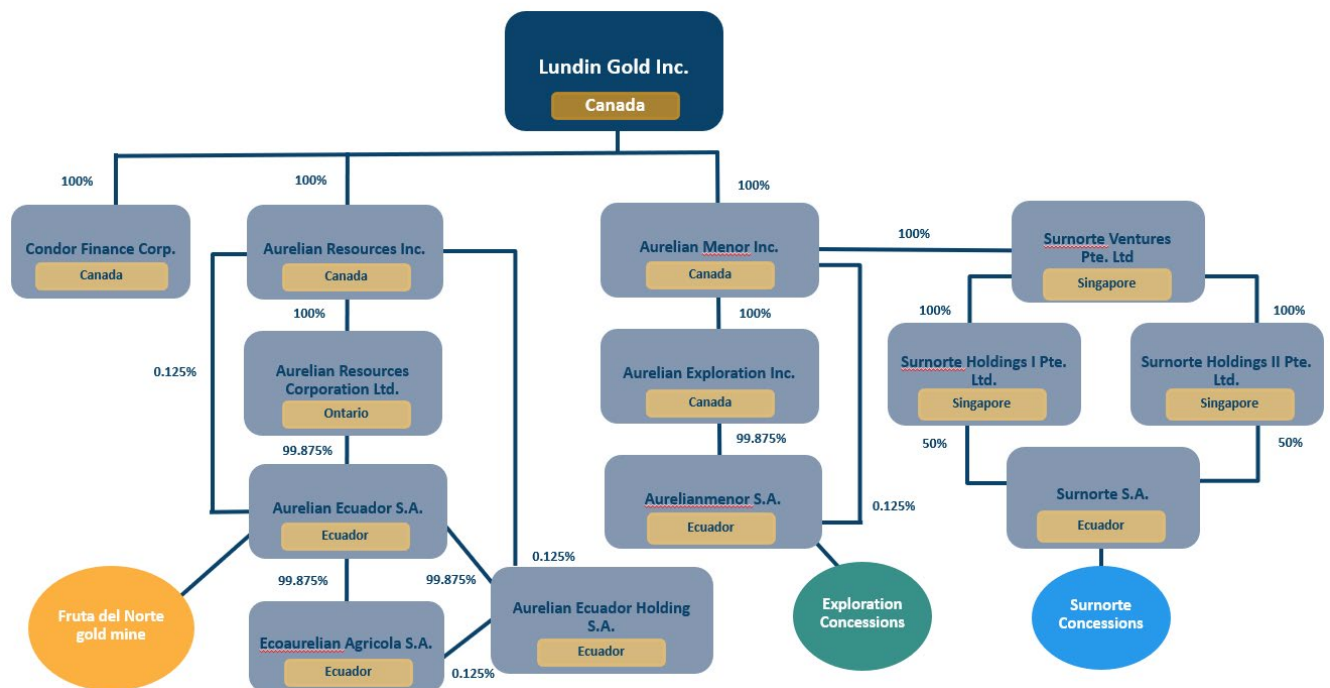 Lundin Gold Inc.
Canada
100%
100%
100%
Condor Finance Corp.
Canada
Aurelian Resources Inc.
Canada
Aurelian Menor Inc.
Canada
100%
Surnorte Ventures
Pte. Ltd
Singapore
100%
100%
100%
100%
0.125%
Aurelian Resources
Corporation Ltd.
Ontario
Aurelian Exploration Inc.
Canada
Surnorte Holdings I Pte.
Ltd.
Singapore
Surnorte Holdings II Pte.
Ltd.
Singapore
99.875%
99.875%
50%
50%
Aurelian Ecuador S.A.
Ecuador
Aurelianmenor S.A.
Ecuador
0.125%
Surnorte S.A.
Ecuador
0.125%
99.875%
99.875%
Fruta del Norte
gold mine
Ecoaurelian Agricola S.A.
Ecuador
0.125%
Aurelian Ecuador Holding
S.A.
Ecuador
Exploration
Concessions
Surnorte
Concessions